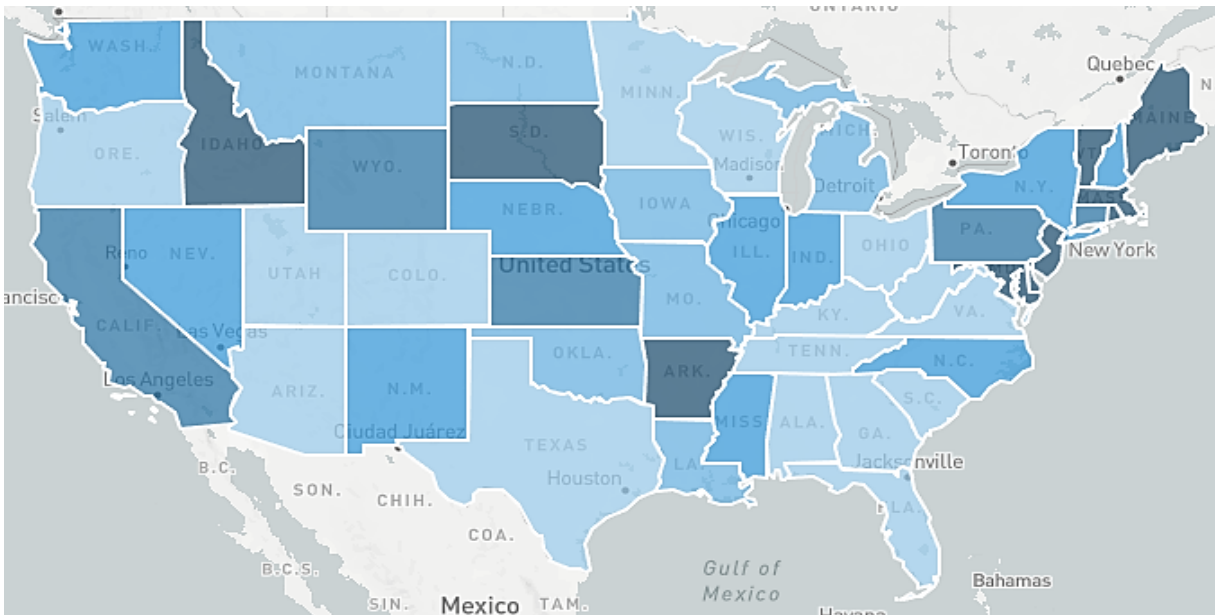 ONTARIO
WASH.
MONTANA
N.D.
MINN.
Quebec
N
Salem
ORE.
IDAHO
S.D.
WIS.
MICH.
MAINE
WYO.
Madison
Toronto
VT.
Detroit
N.Y.
MASS
NEBR.
IOWA
Chicago
Reno
NEV.
UTAH
COLO.
United States
ILL.
IND.
OHIO
PA.
New York
ancisc
CALIF.
Las Vegas
MO.
KY.
VA.
Los Angeles
ARIZ.
N.M.
OKLA.
ARK.
TENN.
N.C.
S.C.
Ciudad Juárez
TEXAS
MISS
ALA.
GA.
LA.
Houston
Jacksonville
FLA.
B.C.
SON.
CHIH.
COA.
B.C.S.
Gulf of
Mexico
Bahamas
SIN.
Mexico
TAM.
Havana